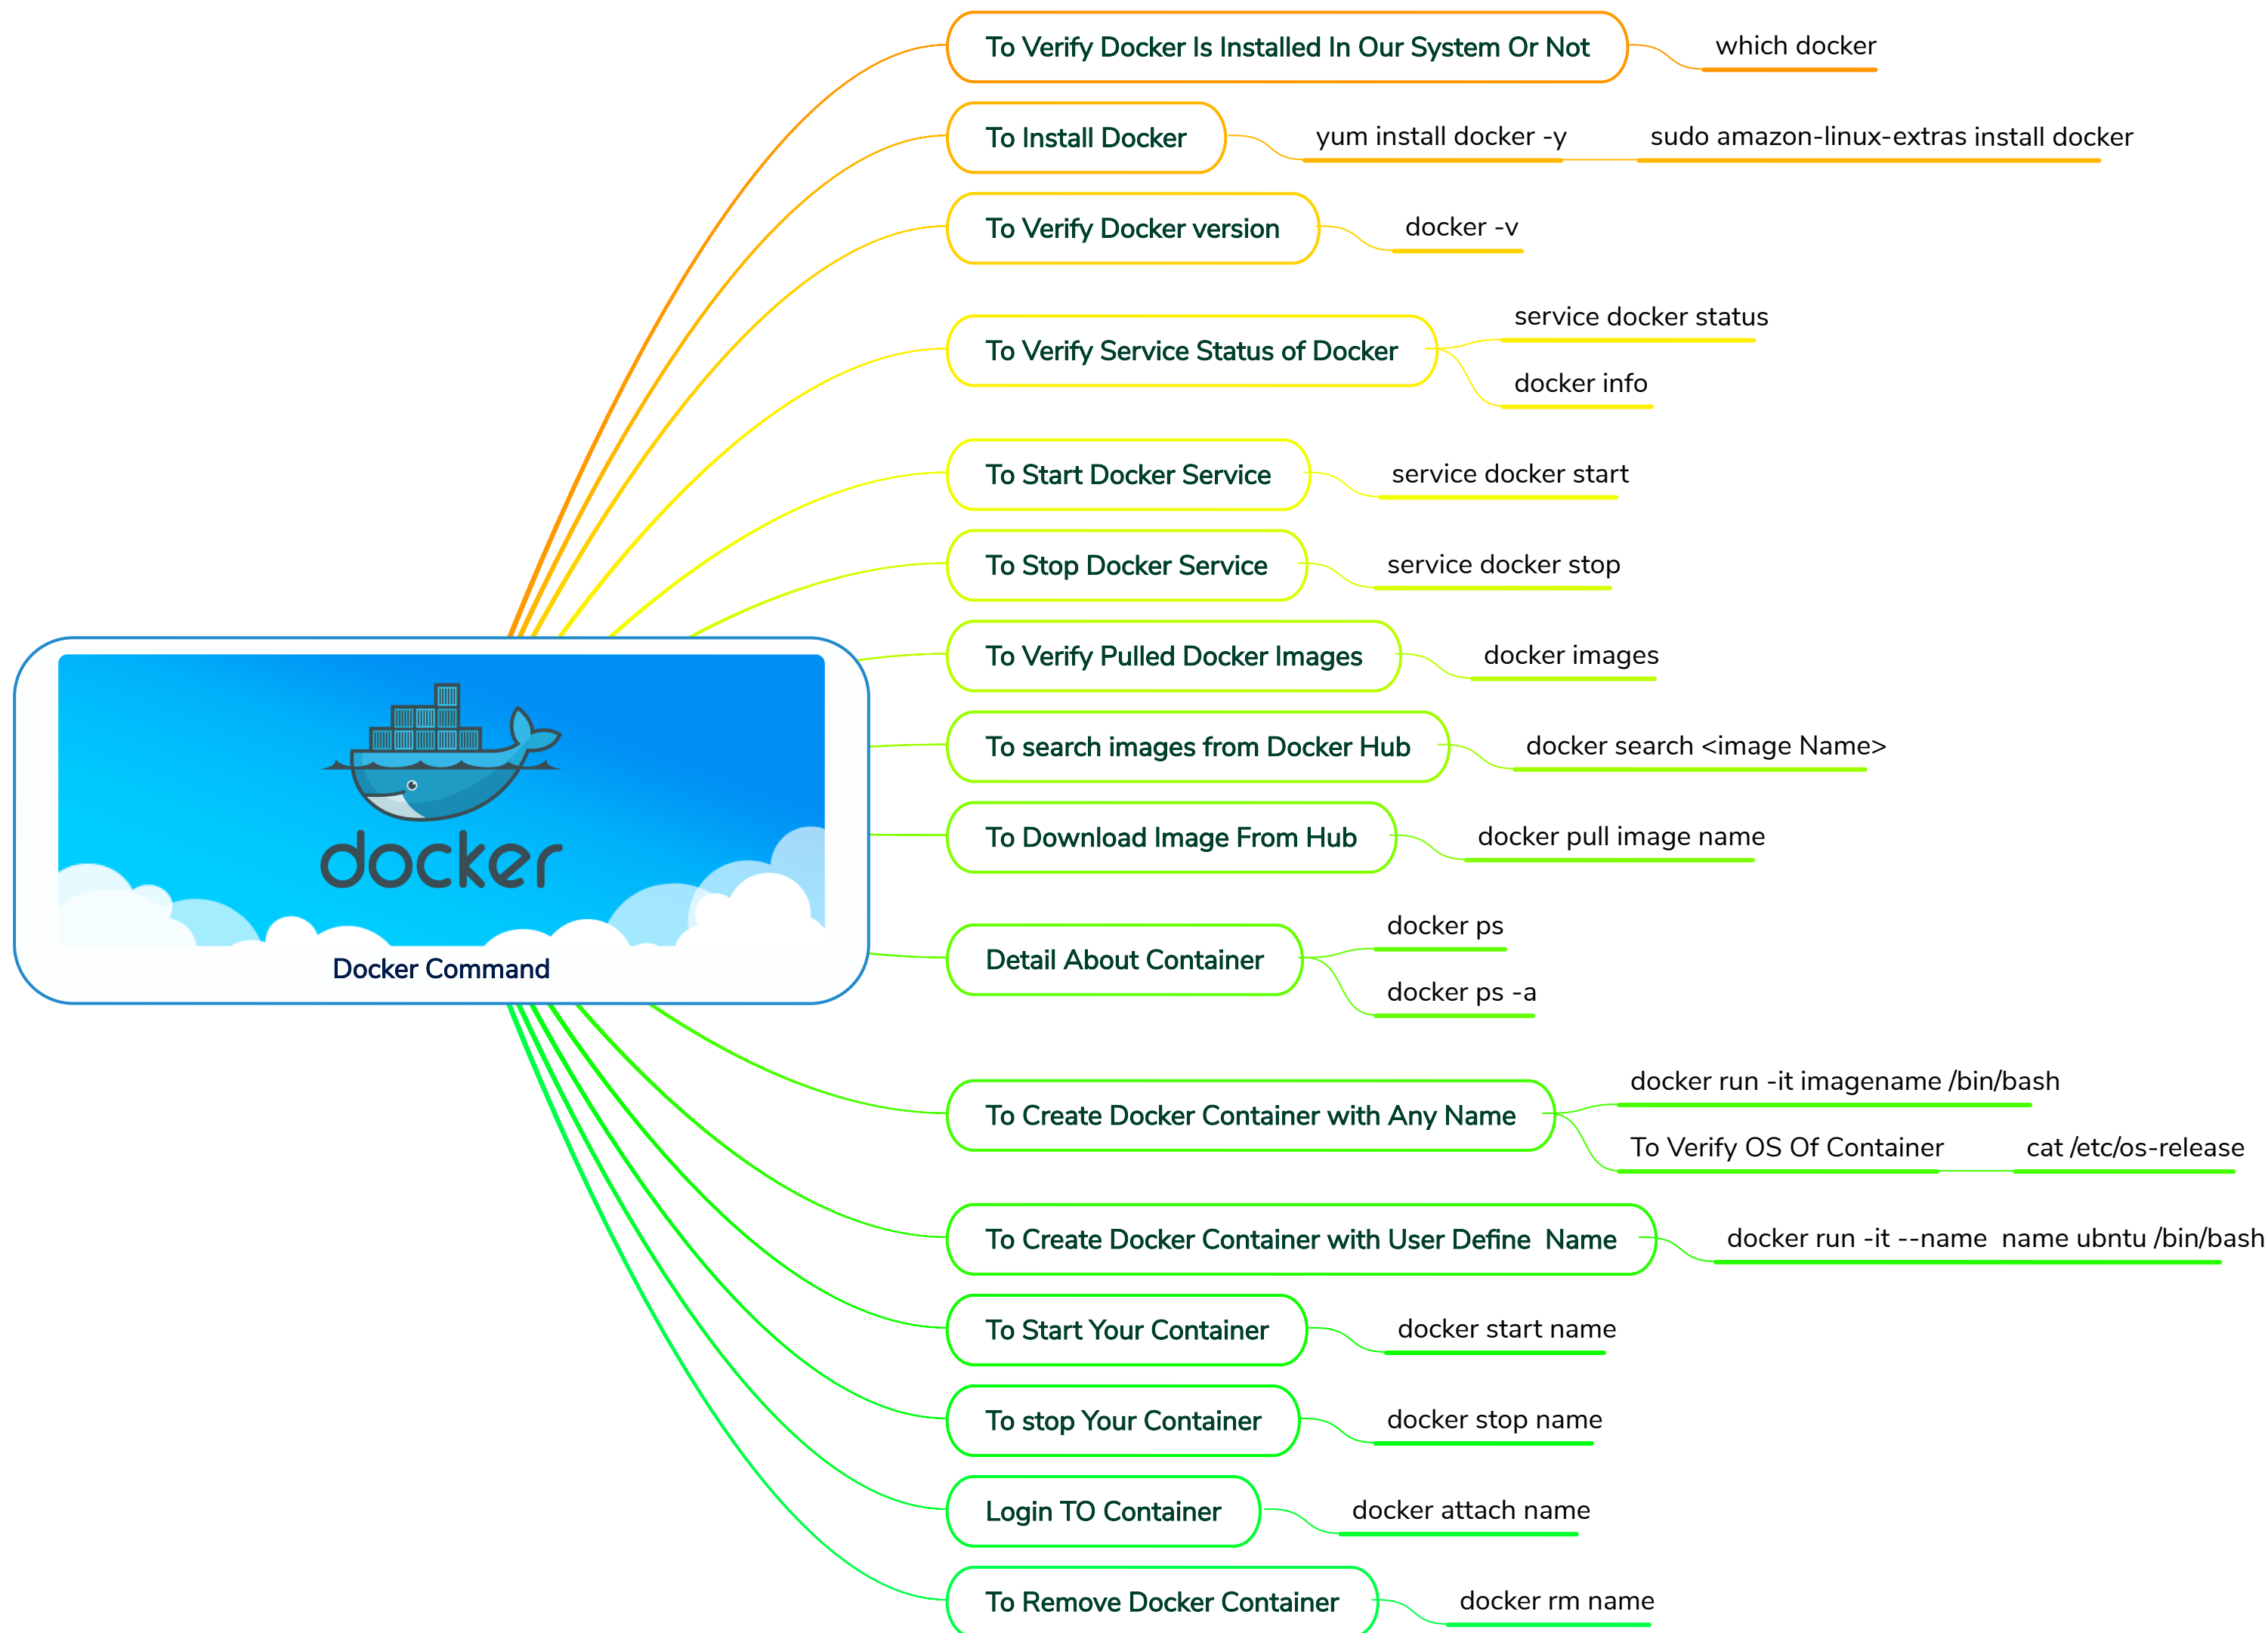 To Verify Docker Is Installed In Our System Or Not
which docker
To Install Docker
yum install docker -y
sudo amazon-linux-extras install docker
To Verify Docker version
docker -v
To Verify Service Status of Docker
service docker status
docker info
To Start Docker Service
service docker start
To Stop Docker Service
service docker stop
To Verify Pulled Docker Images
docker images
To search images from Docker Hub
docker search <image Name>
To Download Image From Hub
docker pull image name
docker
Docker Command
Detail About Container
docker ps
docker ps -a
To Create Docker Container with Any Name
docker run -it imagename /bin/bash
To Verify OS Of Container
cat /etc/os-release
To Create Docker Container with User Define  Name
docker run -it --name  name ubntu /bin/bash
To Start Your Container
docker start name
To stop Your Container
docker stop name
Login TO Container
docker attach name
To Remove Docker Container
docker rm name